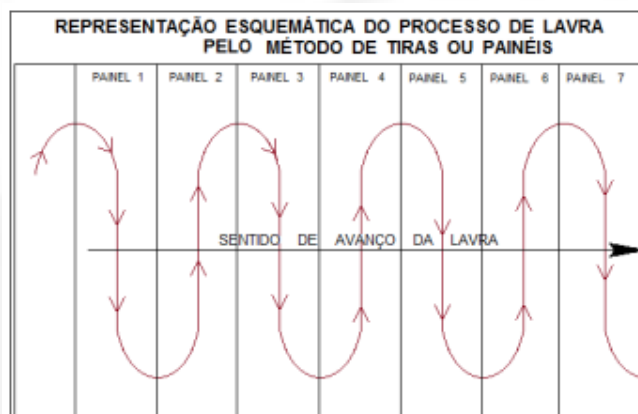 REPRESENTAÇÃO ESQUEMÁTICA DO PROCESSO DE LAVRA
PELO MÉTODO DE TIRAS OU PAINÉIS
PAINEL 1 PAINEL 2 PAINEL 3 PAINEL 4 PAINEL 5 PAINEL 6 PAINEL 7
SENTIDO DE AVANÇO DA LAVRA